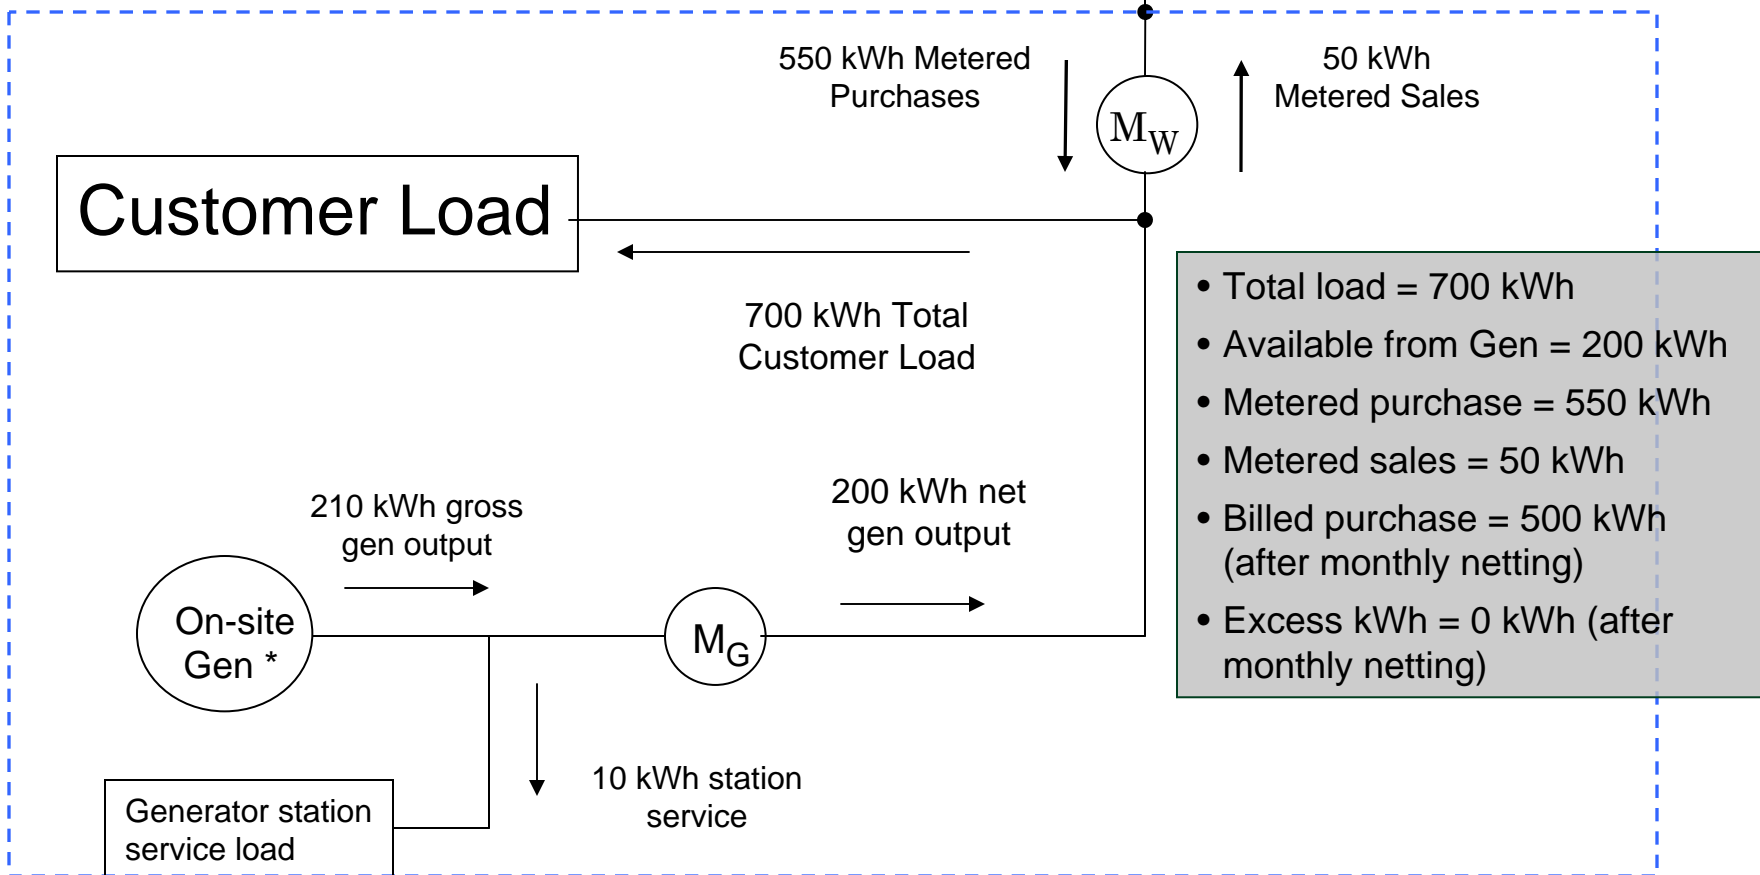 550 kWh Metered
Purchases
50 kWh
Metered Sales
M_W
Customer Load
700 kWh Total
Customer Load
• Total load = 700 kWh
• Available from Gen = 200 kWh
• Metered purchase = 550 kWh
• Metered sales = 50 kWh
• Billed purchase = 500 kWh
(after monthly netting)
• Excess kWh = 0 kWh (after
monthly netting)
210 kWh gross
gen output
200 kWh net
gen output
On-site
Gen *
M_G
10 kWh station
service
Generator station
service load